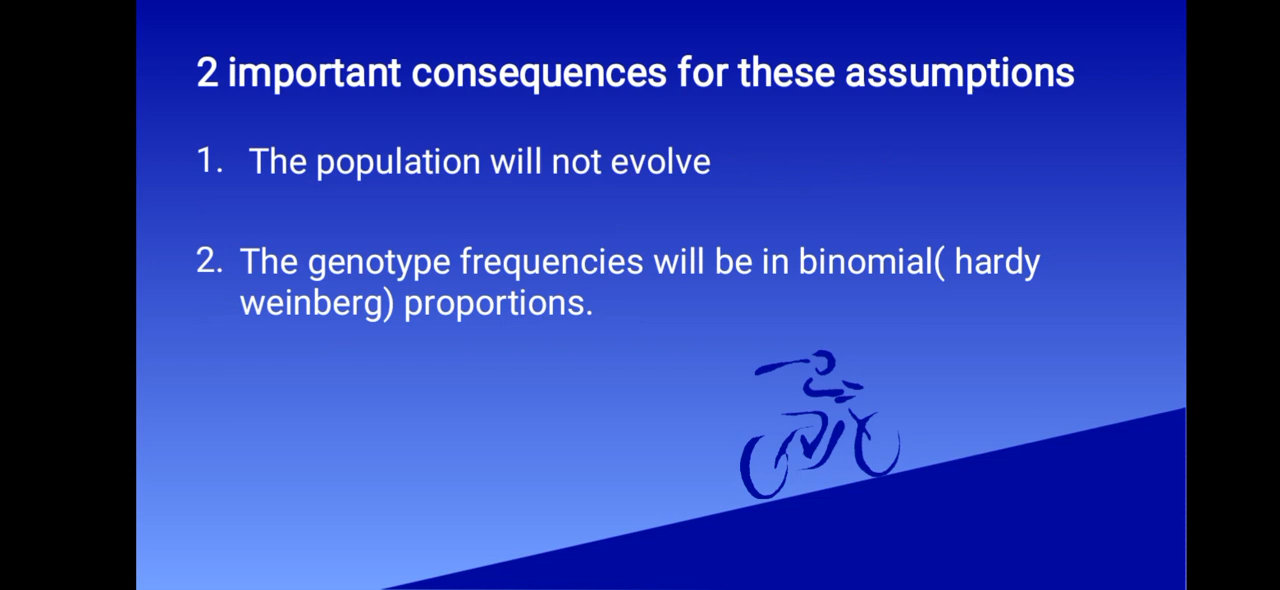 2 important consequences for these assumptions
1. The population will not evolve
2. The genotype frequencies will be in binomial( hardy
weinberg) proportions.